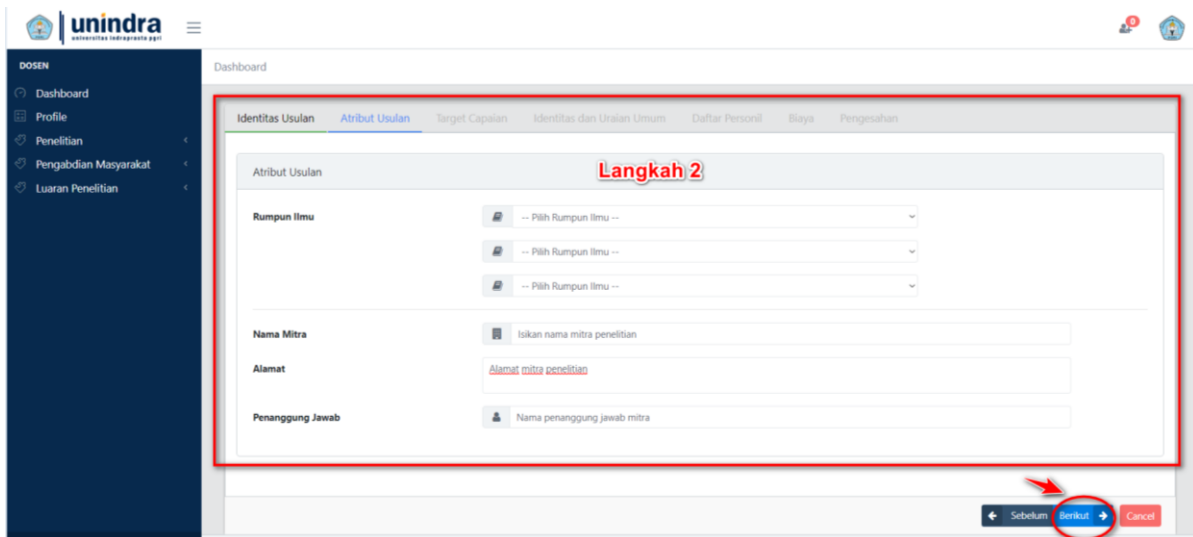 unindra
universitas indraprasta pgri
0
DOSEN
Dashboard
Dashboard
Profile
Penelitian
Pengabdian Masyarakat
Luaran Penelitian
Identitas Usulan Atribut Usulan Target Capaian Identitas dan Uraian Umum Daftar Personil Biaya Pengesahan
Atribut Usulan
Langkah 2
Rumpun Ilmu
-- Pilih Rumpun Ilmu --
-- Pilih Rumpun Ilmu --
-- Pilih Rumpun Ilmu --
Nama Mitra
Isikan nama mitra penelitian
Alamat
Alamat mitra penelitian
Penanggung Jawab
Nama penanggung jawab mitra
Sebelum Berikut Cancel